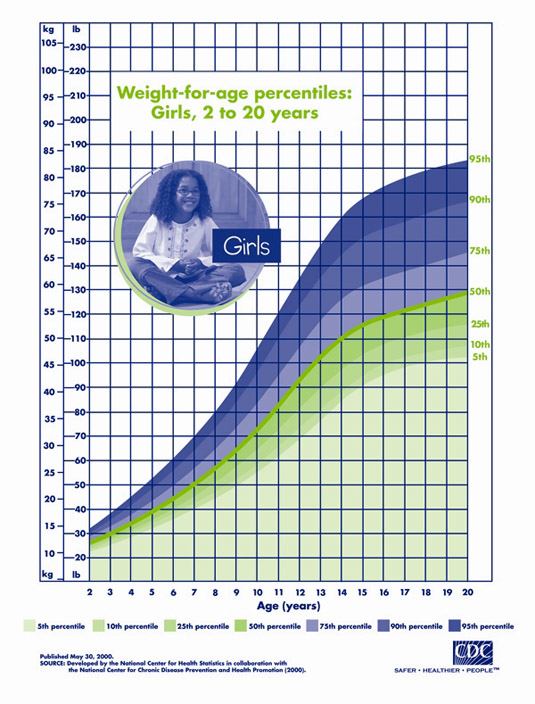 kg lb
105
230
100
220
95
210
90
200
85
190
80
180
170
75
160
70
150
65
140
60
130
55
120
50
110
45
100
40
90
35
80
30
70
25
60
20
50
15
40
10
30
20
kg lb
Weight-for-age percentiles:
Girls, 2 to 20 years
Girls
95th
90th
75th
50th
25th
10th
5th
2 3 4 5 6 7 8 9 10 11 12 13 14 15 16 17 18 19 20
Age (years)
5th percentile 10th percentile 25th percentile 50th percentile 75th percentile 90th percentile 95th percentile
Published May 30, 2000.
SOURCE: Developed by the National Center for Health Statistics in collaboration with
the National Center for Chronic Disease Prevention and Health Promotion (2000).
CDC
SAFER • HEALTHIER • PEOPLE™